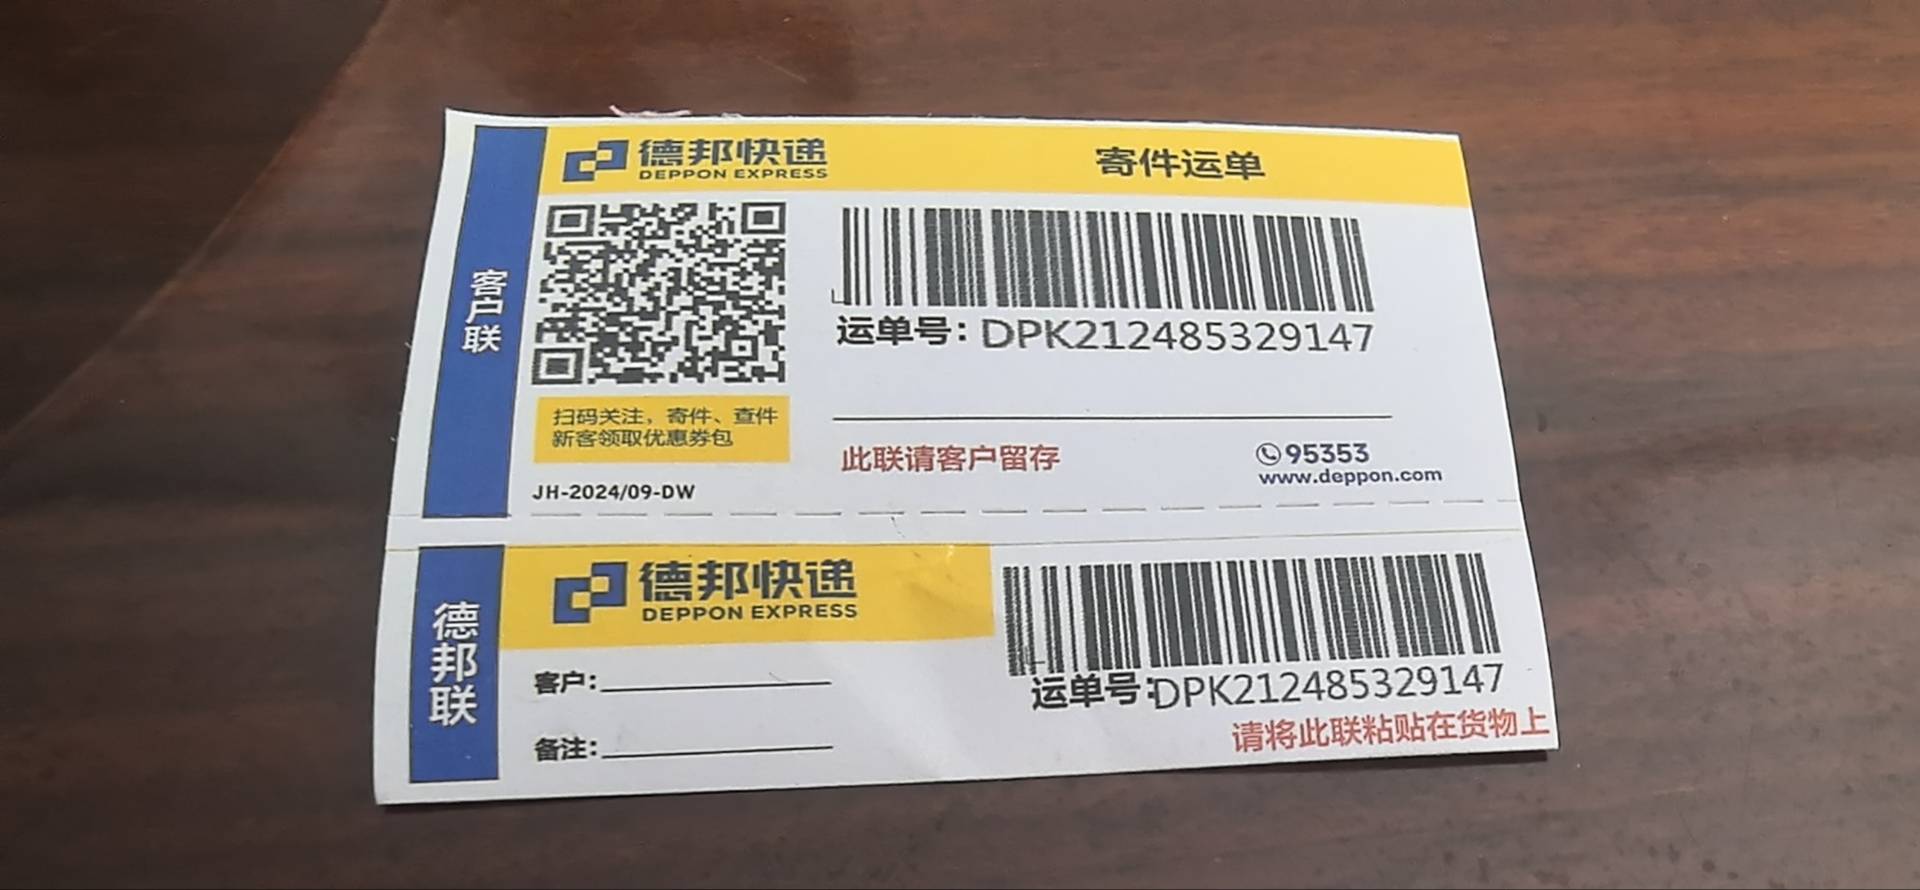 德邦快递
DEPPON EXPRESS
寄件运单
客户联
运单号：DPK212485329147
扫码关注，寄件、查件
新客领取优惠券包
此联请客户留存
95353
www.deppon.com
JH-2024/09-DW
德邦联
德邦快递
DEPPON EXPRESS
客户：
备注：
运单号：DPK212485329147
请将此联粘贴在货物上